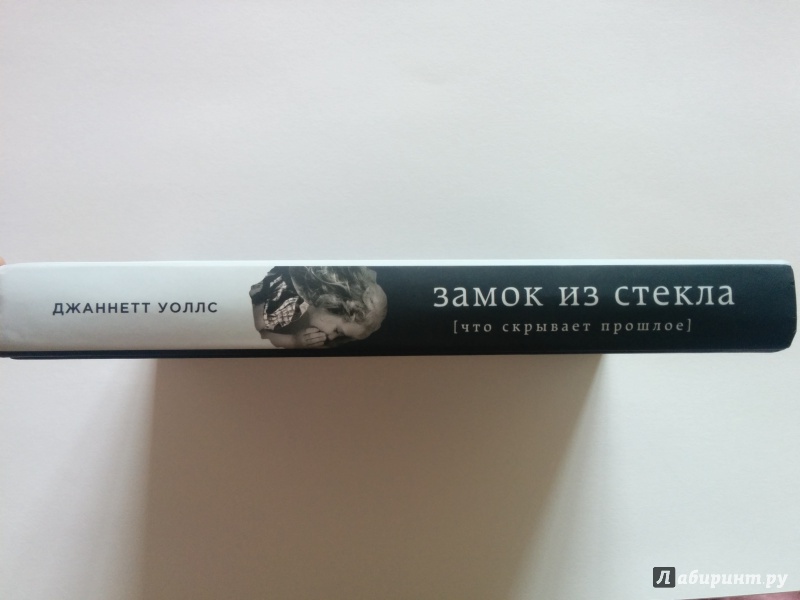 ДЖАННЕТТ УОЛЛС
ЗАМОК ИЗ СТЕКЛА
[что скрывает прошлое]
Лабиринт.ру